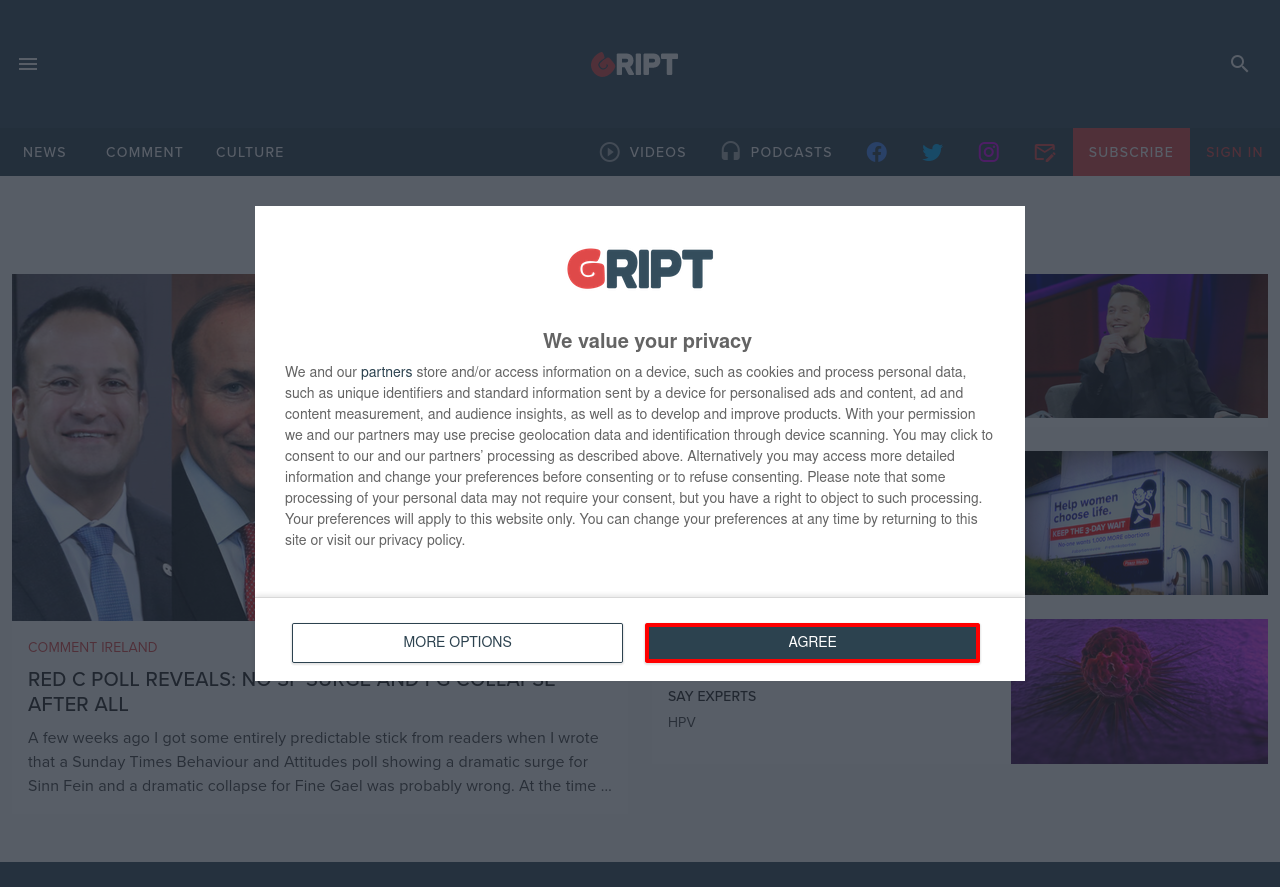 GRIPT
NEWS
COMMENT
CULTURE
VIDEOS
PODCASTS
SUBSCRIBE
SIGN IN
GRIPT
We value your privacy
We and our partners store and/or access information on a device, such as cookies and process personal data,
such as unique identifiers and standard information sent by a device for personalised ads and content, ad and
content measurement, and audience insights, as well as to develop and improve products. With your permission
we and our partners may use precise geolocation data and identification through device scanning. You may click to
consent to our and our partners’ processing as described above. Alternatively you may access more detailed
information and change your preferences before consenting or to refuse consenting. Please note that some
processing of your personal data may not require your consent, but you have a right to object to such processing.
Your preferences will apply to this website only. You can change your preferences at any time by returning to this
site or visit our privacy policy.
MORE OPTIONS
AGREE
Help women
choose life.
KEEP THE 3-DAY WAIT
COMMENT IRELAND
RED C POLL REVEALS: NO SF SURGE AND FG COLLAPSE
AFTER ALL
A few weeks ago I got some entirely predictable stick from readers when I wrote
that a Sunday Times Behaviour and Attitudes poll showing a dramatic surge for
Sinn Fein and a dramatic collapse for Fine Gael was probably wrong. At the time ...
SAY EXPERTS
HPV